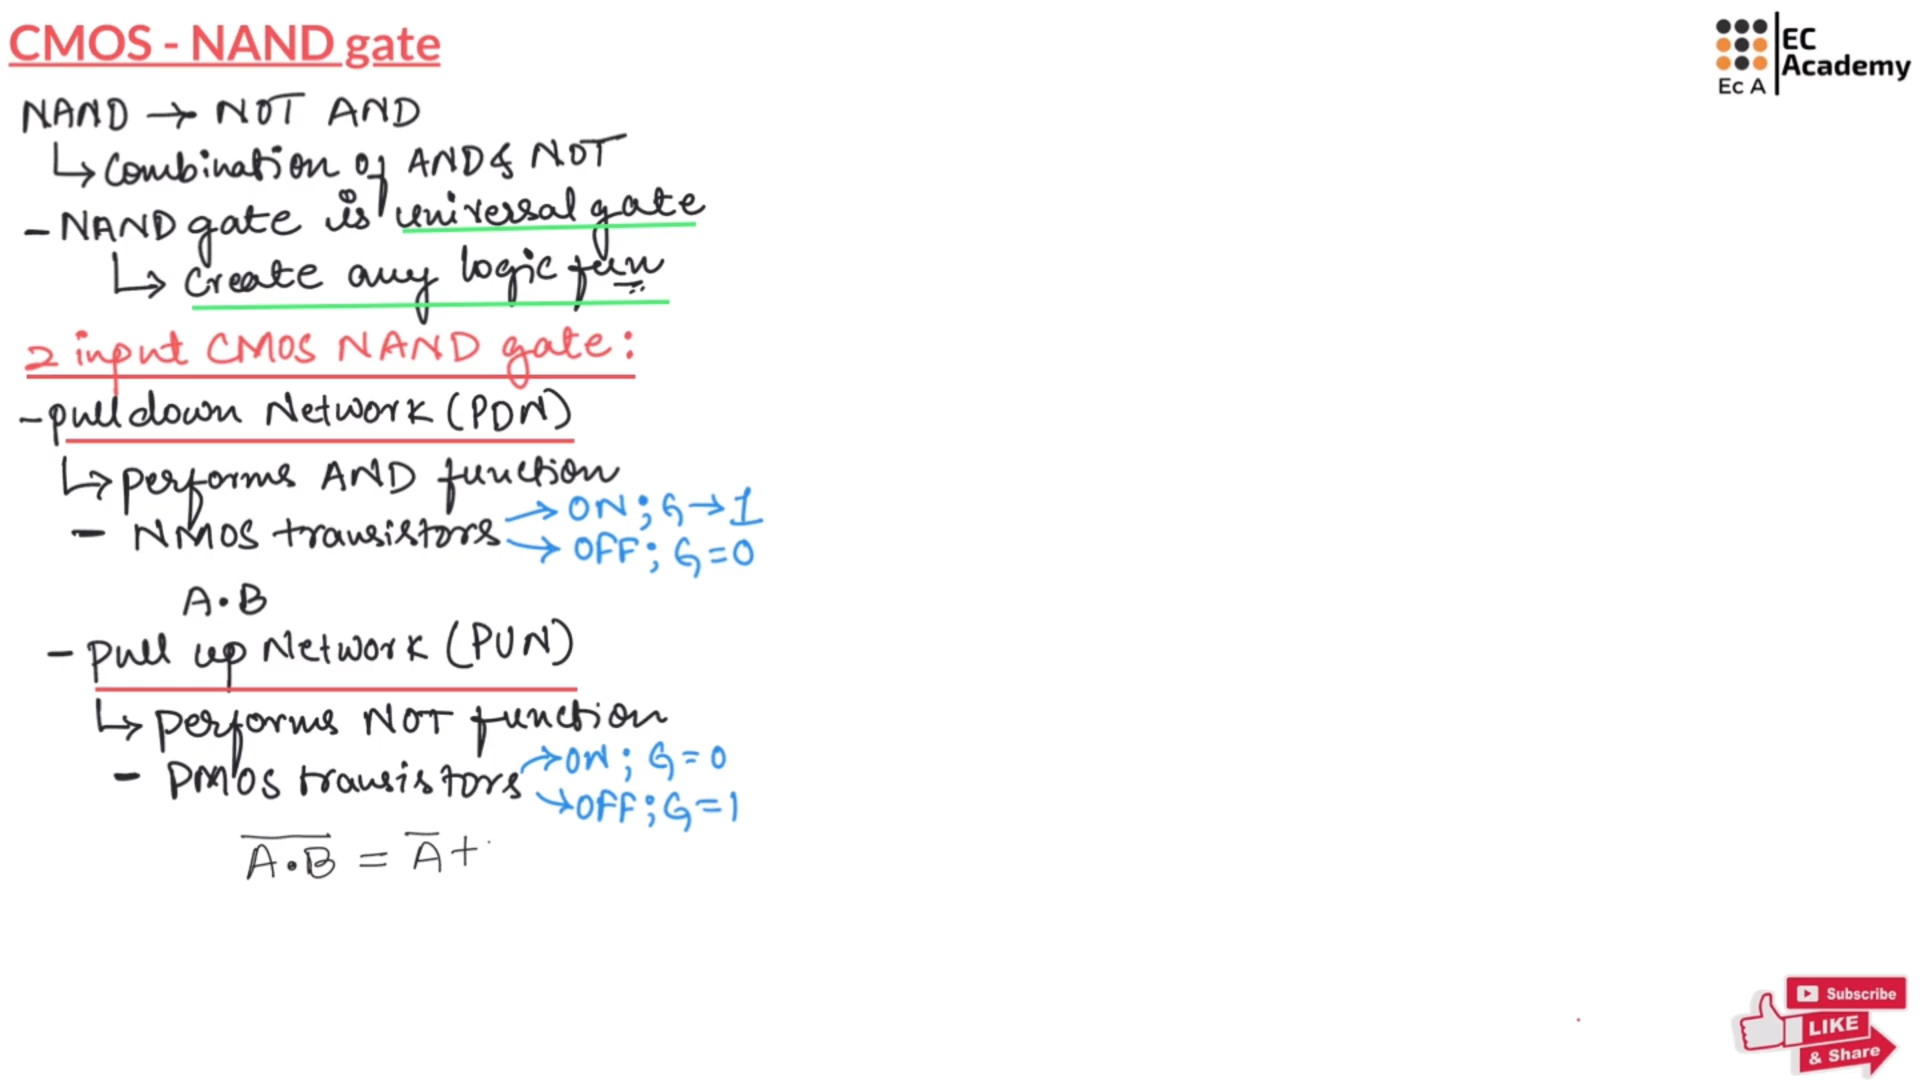 CMOS - NAND gate
EC
Academy
Ec A
NAND → NOT AND
↳ Combination of AND & NOT
- NAND gate is universal gate
↳ create any logic fun
2 input CMOS NAND gate:
- pull down Network (PDN)
↳ performs AND function
- NMOS transistors → ON; G → 1
→ OFF; G = 0
A·B
- pull up Network (PUN)
↳ performs NOT function
- PMOS transistors → ON; G = 0
→ OFF; G = 1
A̅·̅B̅ = A̅ +
Subscribe
LIKE
& Share